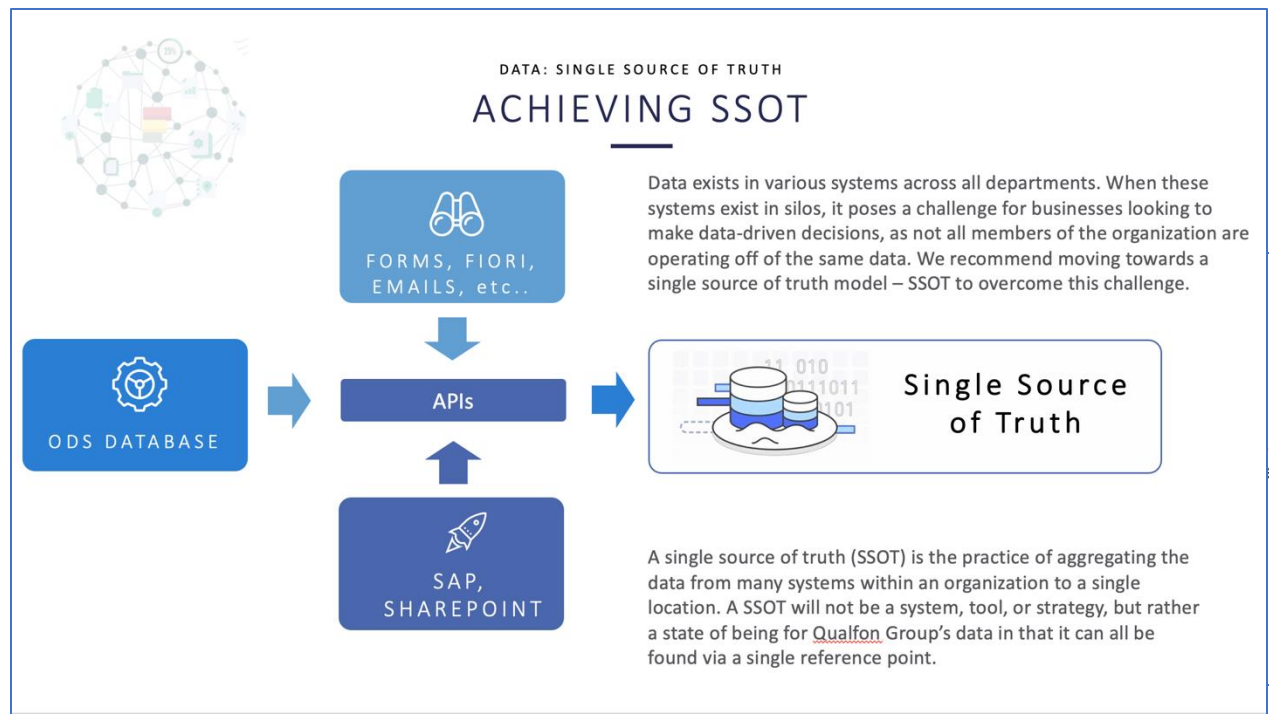 DATA: SINGLE SOURCE OF TRUTH
ACHIEVING SSOT
25%
FORMS, FIORI,
EMAILS, etc..
Data exists in various systems across all departments. When these
systems exist in silos, it poses a challenge for businesses looking to
make data-driven decisions, as not all members of the organization are
operating off of the same data. We recommend moving towards a
single source of truth model – SSOT to overcome this challenge.
ODS DATABASE
APIs
11 010
0111011
101
Single Source
of Truth
SAP,
SHAREPOINT
A single source of truth (SSOT) is the practice of aggregating the
data from many systems within an organization to a single
location. A SSOT will not be a system, tool, or strategy, but rather
a state of being for Qualfon Group’s data in that it can all be
found via a single reference point.